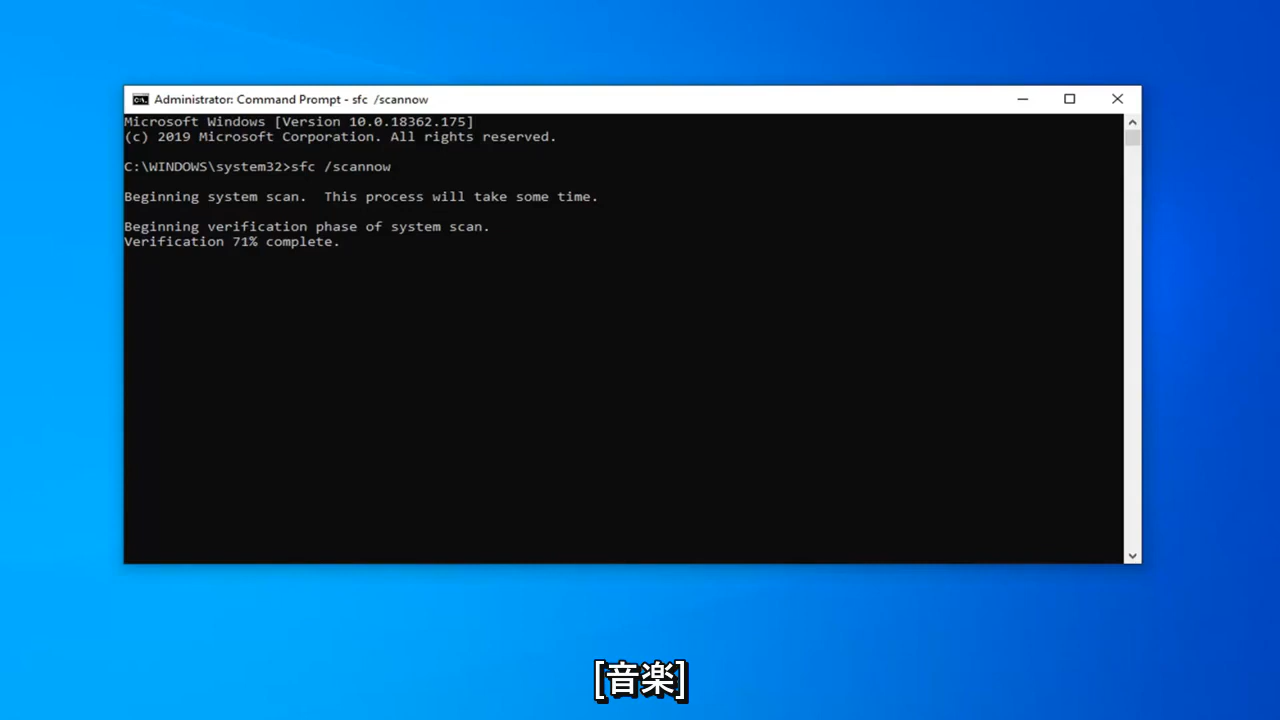 Administrator: Command Prompt - sfc  /scannow
Microsoft Windows [Version 10.0.18362.175]
(c) 2019 Microsoft Corporation. All rights reserved.
C:\WINDOWS\system32>sfc /scannow
Beginning system scan.  This process will take some time.
Beginning verification phase of system scan.
Verification 71% complete.
[音楽]